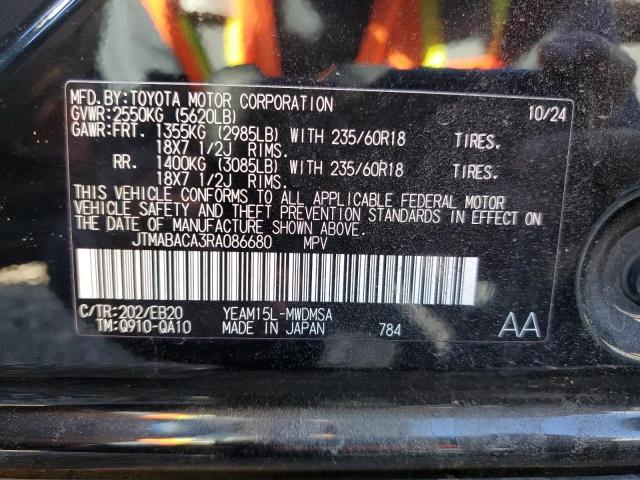 MFD.BY:TOYOTA MOTOR CORPORATION 10/24
GVWR:2550KG (5620LB)
GAWR:FRT. 1355KG (2985LB) WITH 235/60R18 TIRES.
18X7 1/2J RIMS.
RR. 1400KG (3085LB) WITH 235/60R18 TIRES.
18X7 1/2J RIMS.
THIS VEHICLE CONFORMS TO ALL APPLICABLE FEDERAL MOTOR
VEHICLE SAFETY AND THEFT PREVENTION STANDARDS IN EFFECT ON
THE DATE OF MANUFACTURE SHOWN ABOVE.
JTMABACA3RA086680 MPV
C/TR:202/EB20 YEAM15L-MWDMSA
TM:Q910-QA10 MADE IN JAPAN 784 AA